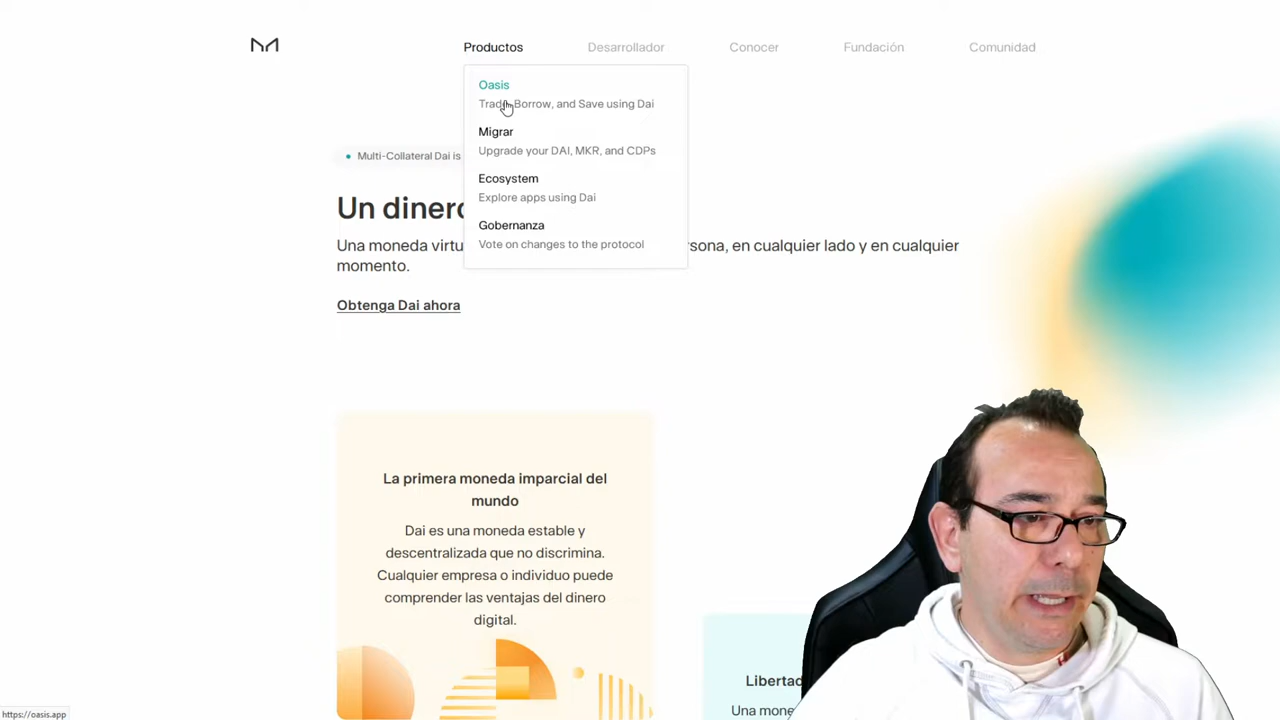 Productos
Desarrollador
Conocer
Fundación
Comunidad
Oasis
Trade, Borrow, and Save using Dai
Migrar
Upgrade your DAI, MKR, and CDPs
Ecosystem
Explore apps using Dai
Gobernanza
Vote on changes to the protocol
Multi-Collateral Dai is
Un dinero
Una moneda virtu
rsona, en cualquier lado y en cualquier
momento.
Obtenga Dai ahora
La primera moneda imparcial del
mundo
Dai es una moneda estable y
descentralizada que no discrimina.
Cualquier empresa o individuo puede
comprender las ventajas del dinero
digital.
Libertad
Una mone
https://oasis.app